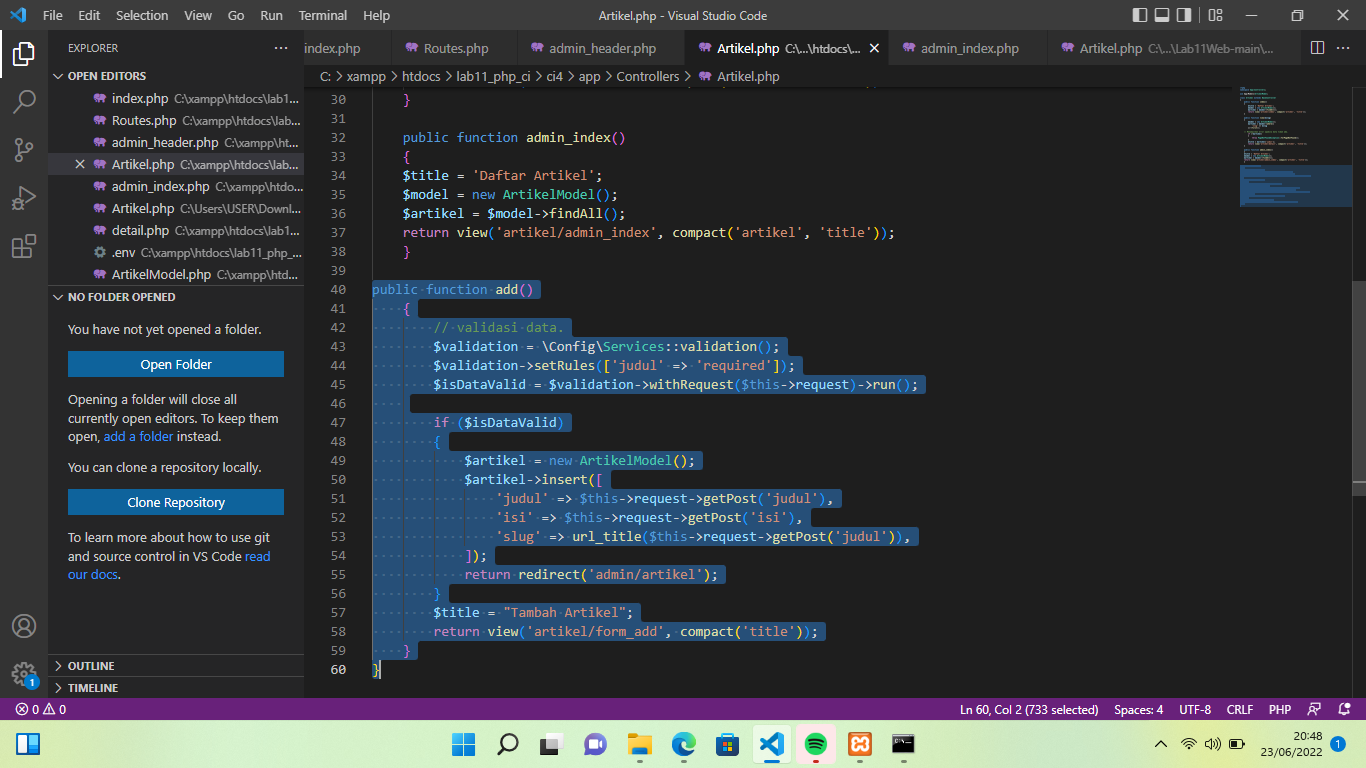 File Edit Selection View Go Run Terminal Help
Artikel.php - Visual Studio Code
EXPLORER
OPEN EDITORS
index.php C:\xampp\htdocs\lab1...
Routes.php C:\xampp\htdocs\lab...
admin_header.php C:\xampp\ht...
Artikel.php C:\xampp\htdocs\lab...
admin_index.php C:\xampp\htdo...
Artikel.php C:\Users\USER\Downl...
detail.php C:\xampp\htdocs\lab1...
.env C:\xampp\htdocs\lab11_php_...
ArtikelModel.php C:\xampp\htd...
NO FOLDER OPENED
You have not yet opened a folder.
Open Folder
Opening a folder will close all
currently open editors. To keep them
open, add a folder instead.
You can clone a repository locally.
Clone Repository
To learn more about how to use git
and source control in VS Code read
our docs.
OUTLINE
TIMELINE
1
index.php Routes.php admin_header.php Artikel.php C:\...\htdocs\... admin_index.php Artikel.php C:\...\Lab11Web-main\...
C: > xampp > htdocs > lab11_php_ci > ci4 > app > Controllers > Artikel.php
30 }
31
32 public function admin_index()
33 {
34 $title = 'Daftar Artikel';
35 $model = new ArtikelModel();
36 $artikel = $model->findAll();
37 return view('artikel/admin_index', compact('artikel', 'title'));
38 }
39
40 public function add()
41 {
42 // validasi data.
43 $validation = \Config\Services::validation();
44 $validation->setRules(['judul' => 'required']);
45 $isDataValid = $validation->withRequest($this->request)->run();
46
47 if ($isDataValid)
48 {
49 $artikel = new ArtikelModel();
50 $artikel->insert([
51 'judul' => $this->request->getPost('judul'),
52 'isi' => $this->request->getPost('isi'),
53 'slug' => url_title($this->request->getPost('judul')),
54 ]);
55 return redirect('admin/artikel');
56 }
57 $title = "Tambah Artikel";
58 return view('artikel/form_add', compact('title'));
59 }
60 }
0 0
Ln 60, Col 2 (733 selected) Spaces: 4 UTF-8 CRLF PHP
20:48
23/06/2022
1